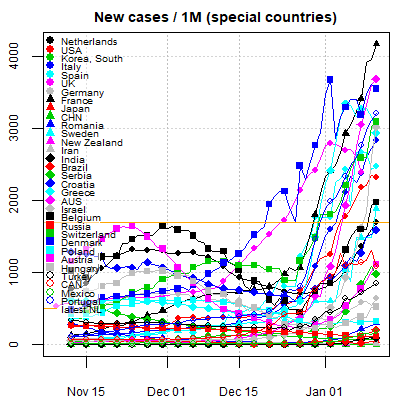 New cases / 1M (special countries)
4000
3000
2000
1000
0
Netherlands
USA
Korea, South
Italy
Spain
UK
Germany
France
Japan
CHN
Romania
Sweden
New Zealand
Iran
India
Brazil
Serbia
Croatia
Greece
AUS
Israel
Belgium
Russia
Switzerland
Denmark
Poland
Austria
Hungary
Turkey
CAN
Mexico
Portugal
latest NL
Nov 15
Dec 01
Dec 15
Jan 01